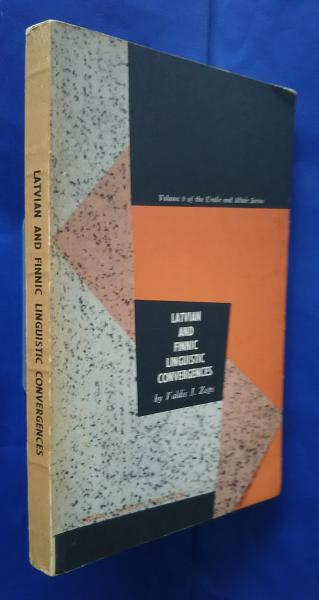 LATVIAN AND FINNIC LINGUISTIC CONVERGENCES
Volume 9 of the Uralic and Altaic Series
LATVIAN
AND
FINNIC
LINGUISTIC
CONVERGENCES
by Valdis J. Zeps